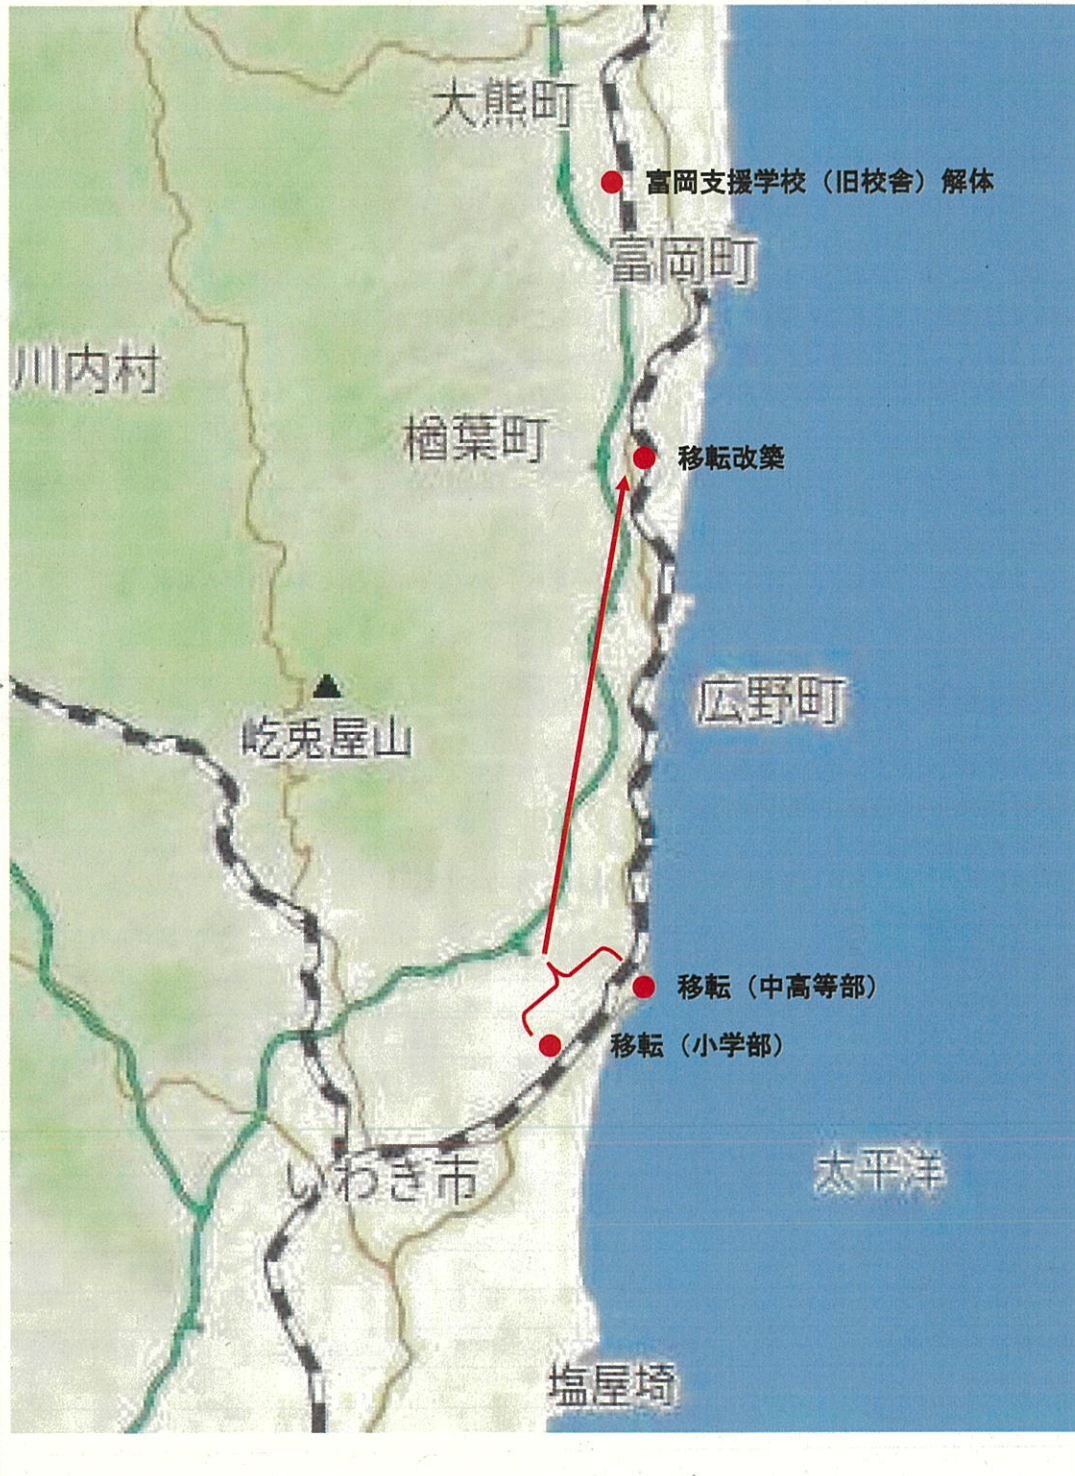 大熊町
富岡支援学校（旧校舎）解体
富岡町
川内村
楢葉町
移転改築
広野町
屹兎屋山
移転（中高等部）
移転（小学部）
いわき市
太平洋
塩屋埼